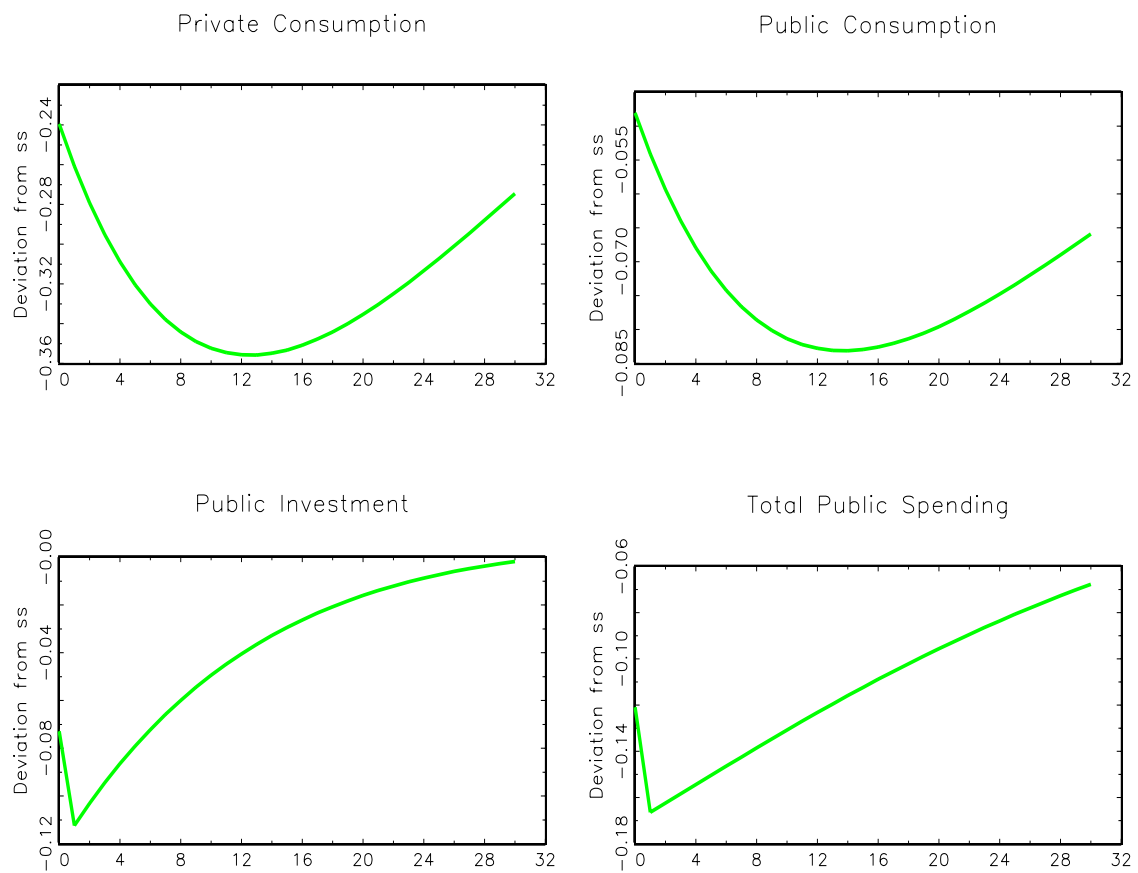 Private Consumption
Deviation from ss
-0.24
-0.28
-0.32
-0.36
0 4 8 12 16 20 24 28 32
Public Consumption
Deviation from ss
-0.055
-0.070
-0.085
0 4 8 12 16 20 24 28 32
Public Investment
Deviation from ss
-0.00
-0.04
-0.08
-0.12
0 4 8 12 16 20 24 28 32
Total Public Spending
Deviation from ss
-0.06
-0.10
-0.14
-0.18
0 4 8 12 16 20 24 28 32